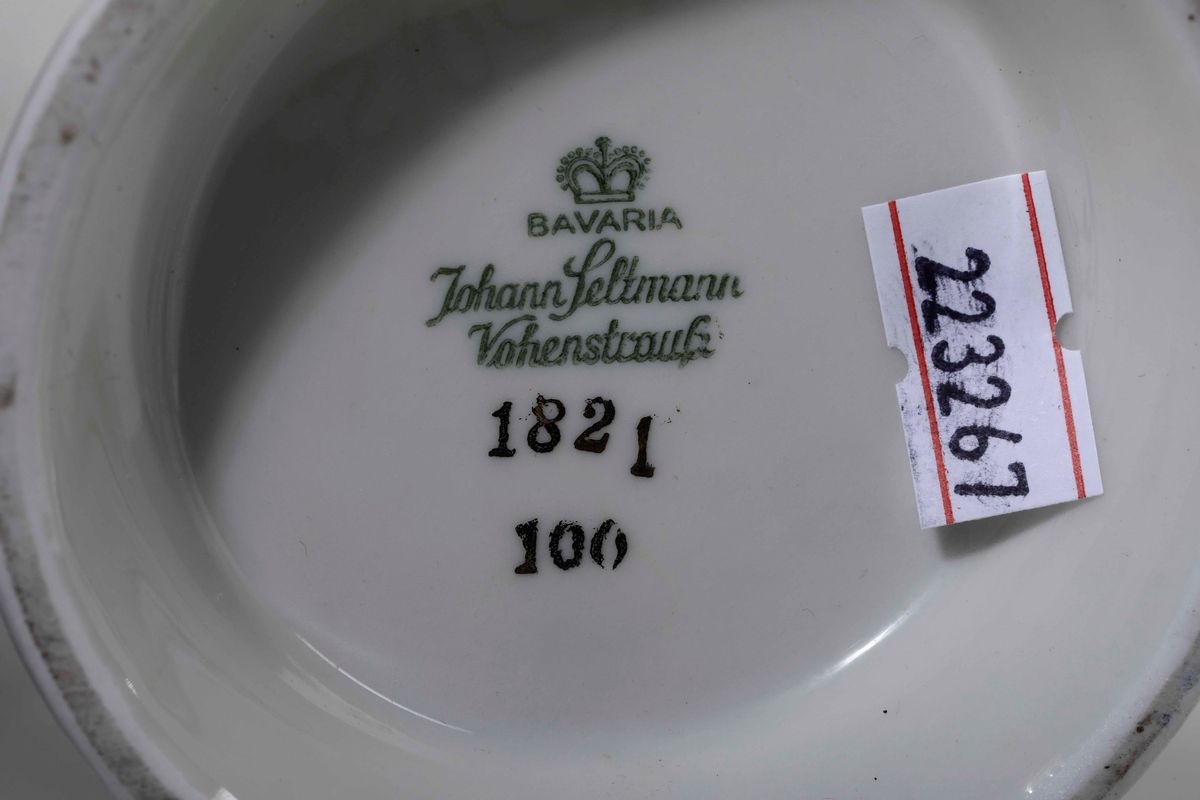 BAVARIA
Johann Seltmann
Vohenstrauß
1821
100
223267